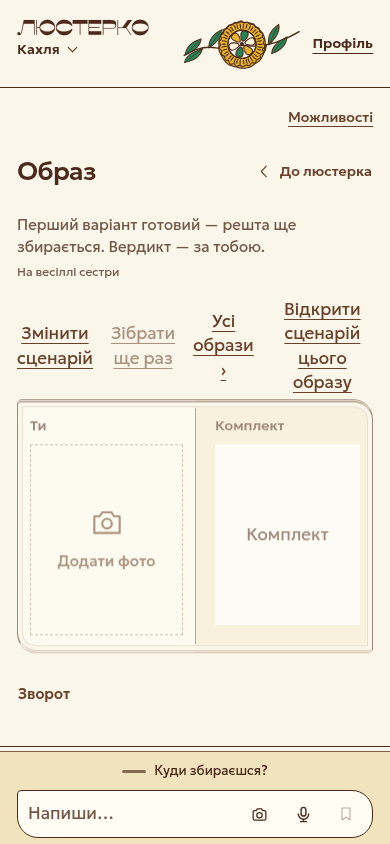 ЛЮСТЕРКО
Кахля
Профіль
Можливості
Образ
До люстерка
Перший варіант готовий — решта ще
збирається. Вердикт — за тобою.
На весіллі сестри
Змінити
сценарій
Зібрати
ще раз
Усі
образи
›
Відкрити
сценарій
цього
образу
Ти
Комплект
Додати фото
Комплект
Зворот
Куди збираєшся?
Напиши…